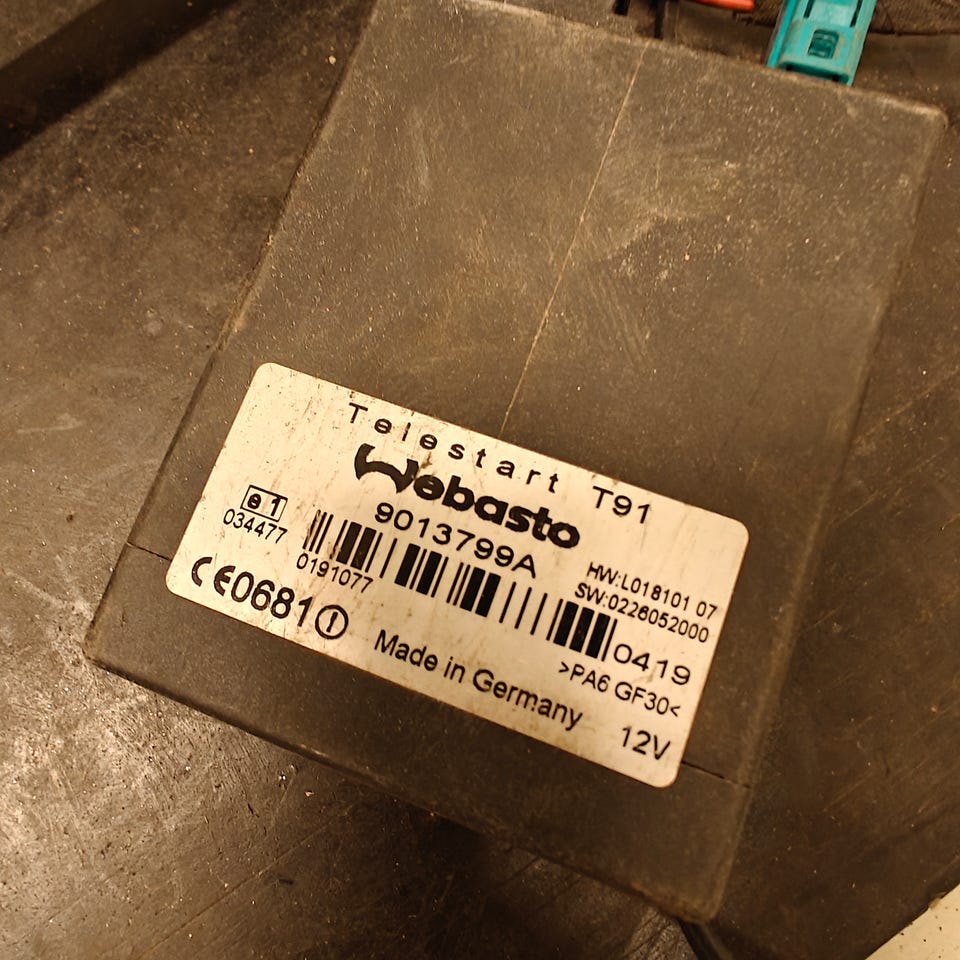 Telestart T91
Webasto
9013799A
e1
034477
HW:L018101 07
SW:0226052000
0191077
0419
CE0681
>PA6 GF30<
Made in Germany
12V